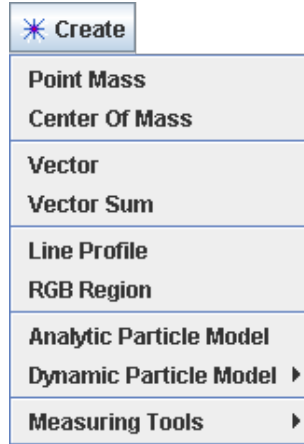 Create
Point Mass
Center Of Mass
Vector
Vector Sum
Line Profile
RGB Region
Analytic Particle Model
Dynamic Particle Model
Measuring Tools